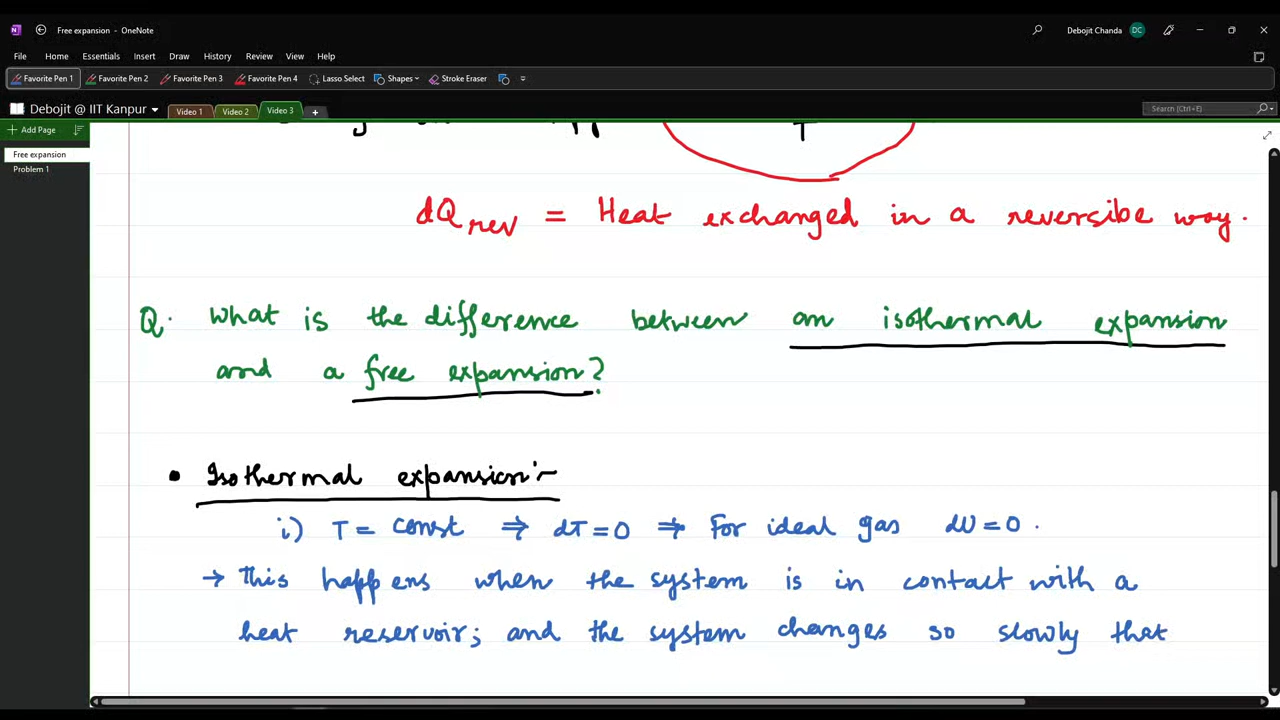 Free expansion - OneNote
Debojit Chanda DC
File Home Essentials Insert Draw History Review View Help
Favorite Pen 1 Favorite Pen 2 Favorite Pen 3 Favorite Pen 4 Lasso Select Shapes Stroke Eraser
Debojit @ IIT Kanpur Video 1 Video 2 Video 3 + Search (Ctrl+E)
+ Add Page
Free expansion
Problem 1
T
dQrev = Heat exchanged in a reversibe way.
Q. What is the difference between an isothermal expansion
and a free expansion?
• Isothermal expansion:-
i) T = const ⇒ dT = 0 ⇒ For ideal gas dU = 0.
→ This happens when the system is in contact with a
heat reservoir; and the system changes so slowly that